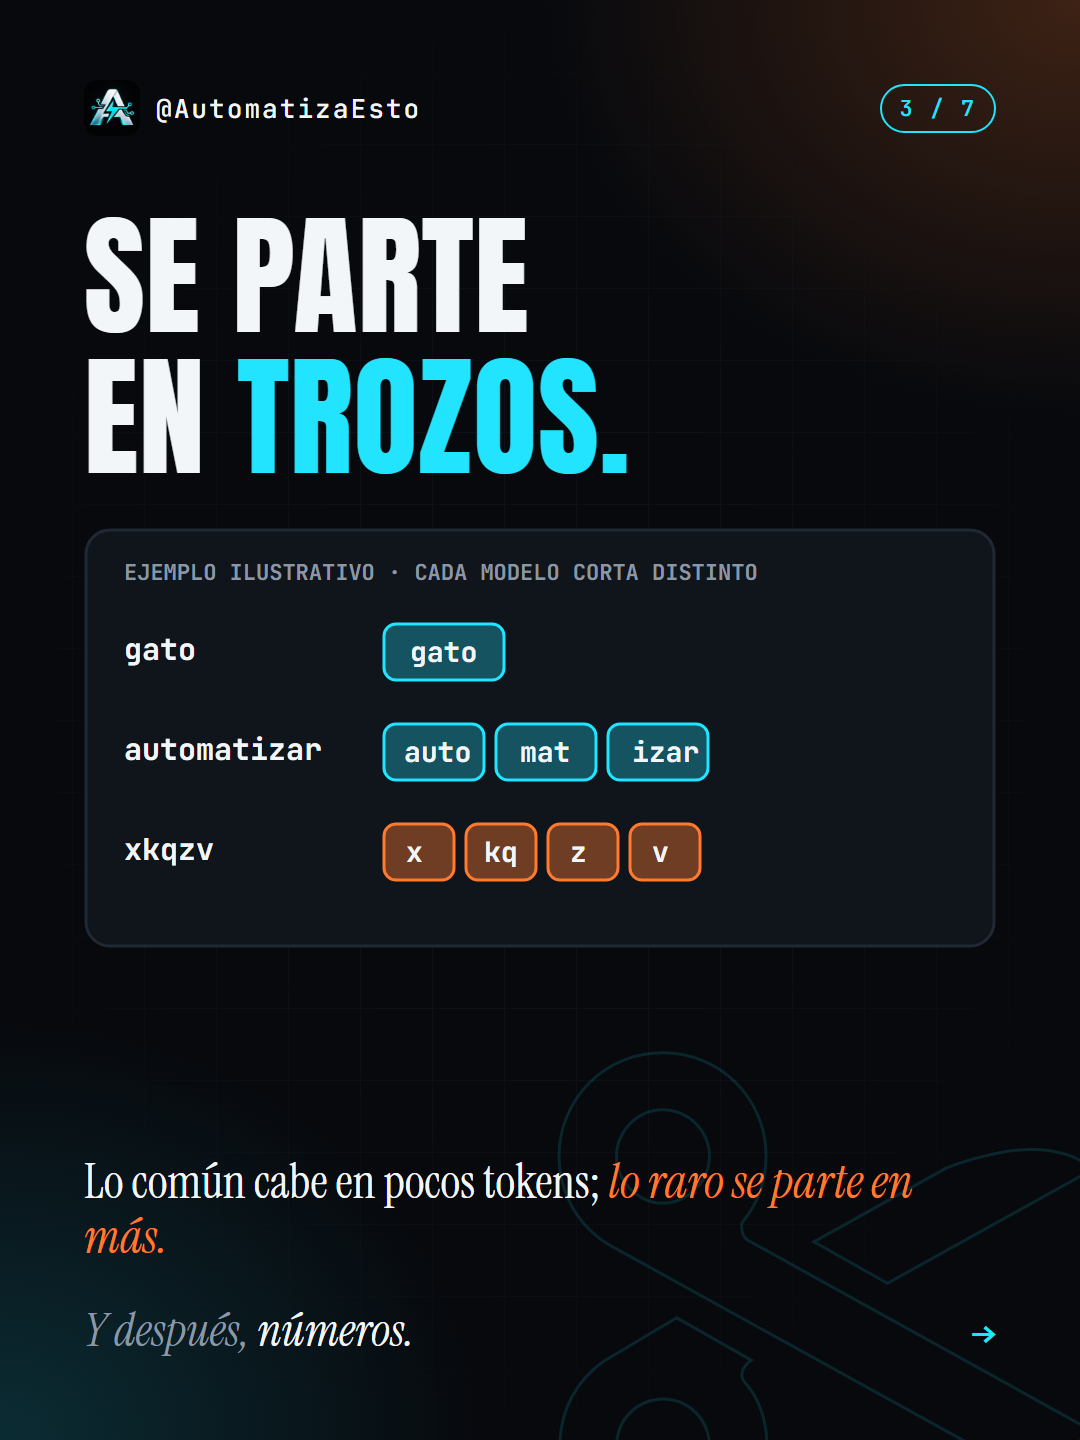 @AutomatizaEsto
3 / 7
SE PARTE
EN TROZOS.
EJEMPLO ILUSTRATIVO · CADA MODELO CORTA DISTINTO
gato gato
automatizar auto mat izar
xkqzv x kq z v
Lo común cabe en pocos tokens; lo raro se parte en
más.
Y después, números.
→